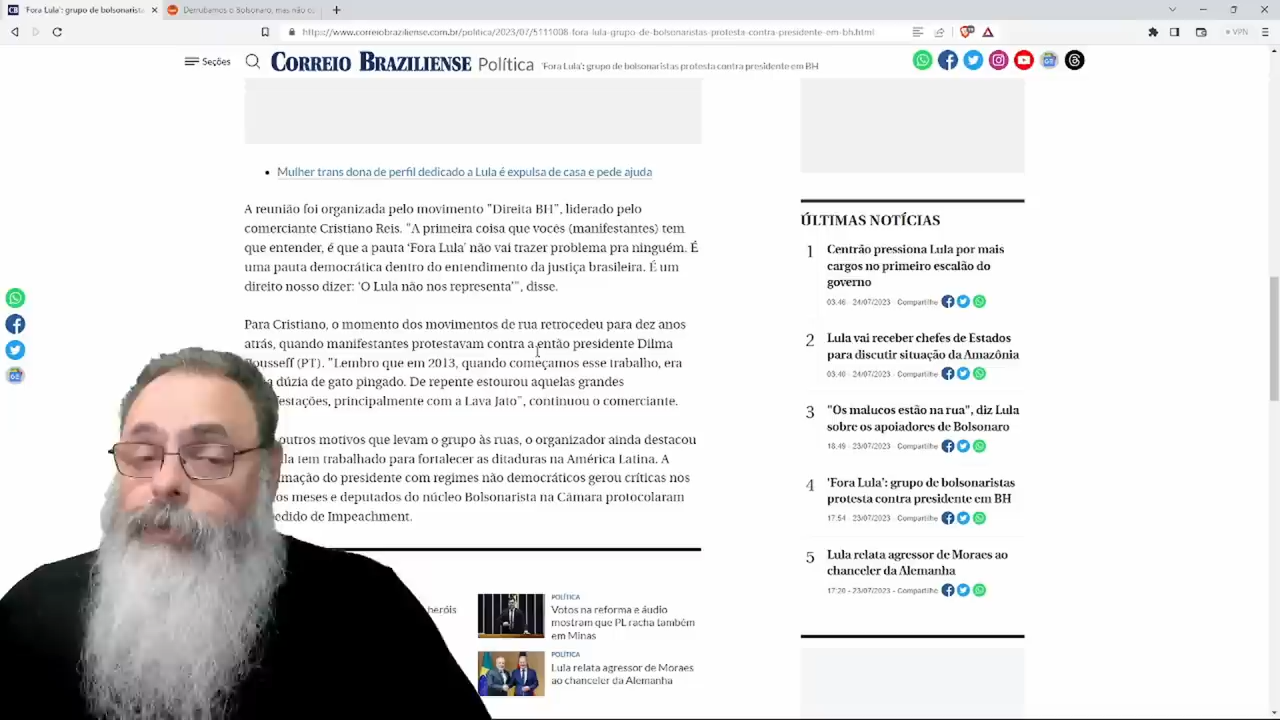 'Fora Lula': grupo de bolsonarista
Derrubamos o Bolsonaro, mas não
http://www.correiobraziliense.com.br/politica/2023/07/5111008-fora-lula-grupo-de-bolsonaristas-protesta-contra-presidente-em-bh.html
VPN
Seções
CORREIO BRAZILIENSE Política
'Fora Lula': grupo de bolsonaristas protesta contra presidente em BH
Mulher trans dona de perfil dedicado a Lula é expulsa de casa e pede ajuda
A reunião foi organizada pelo movimento "Direita BH", liderado pelo
comerciante Cristiano Reis. "A primeira coisa que vocês (manifestantes) tem
que entender, é que a pauta 'Fora Lula' não vai trazer problema pra ninguém. É
uma pauta democrática dentro do entendimento da justiça brasileira. É um
direito nosso dizer: 'O Lula não nos representa'", disse.
Para Cristiano, o momento dos movimentos de rua retrocedeu para dez anos
atrás, quando manifestantes protestavam contra a então presidente Dilma
Rousseff (PT). "Lembro que em 2013, quando começamos esse trabalho, era
dúzia de gato pingado. De repente estourou aquelas grandes
festações, principalmente com a Lava Jato", continuou o comerciante.
outros motivos que levam o grupo às ruas, o organizador ainda destacou
la tem trabalhado para fortalecer as ditaduras na América Latina. A
mação do presidente com regimes não democráticos gerou críticas nos
os meses e deputados do núcleo Bolsonarista na Câmara protocolaram
edido de Impeachment.
heróis
POLÍTICA
Votos na reforma e áudio
mostram que PL racha também
em Minas
POLÍTICA
Lula relata agressor de Moraes
ao chanceler da Alemanha
ÚLTIMAS NOTÍCIAS
1 Centrão pressiona Lula por mais
cargos no primeiro escalão do
governo
03:46 - 24/07/2023 - Compartilhe
2 Lula vai receber chefes de Estados
para discutir situação da Amazônia
03:40 - 24/07/2023 - Compartilhe
3 "Os malucos estão na rua", diz Lula
sobre os apoiadores de Bolsonaro
18:49 - 23/07/2023 - Compartilhe
4 'Fora Lula': grupo de bolsonaristas
protesta contra presidente em BH
17:54 - 23/07/2023 - Compartilhe
5 Lula relata agressor de Moraes ao
chanceler da Alemanha
17:20 - 23/07/2023 - Compartilhe